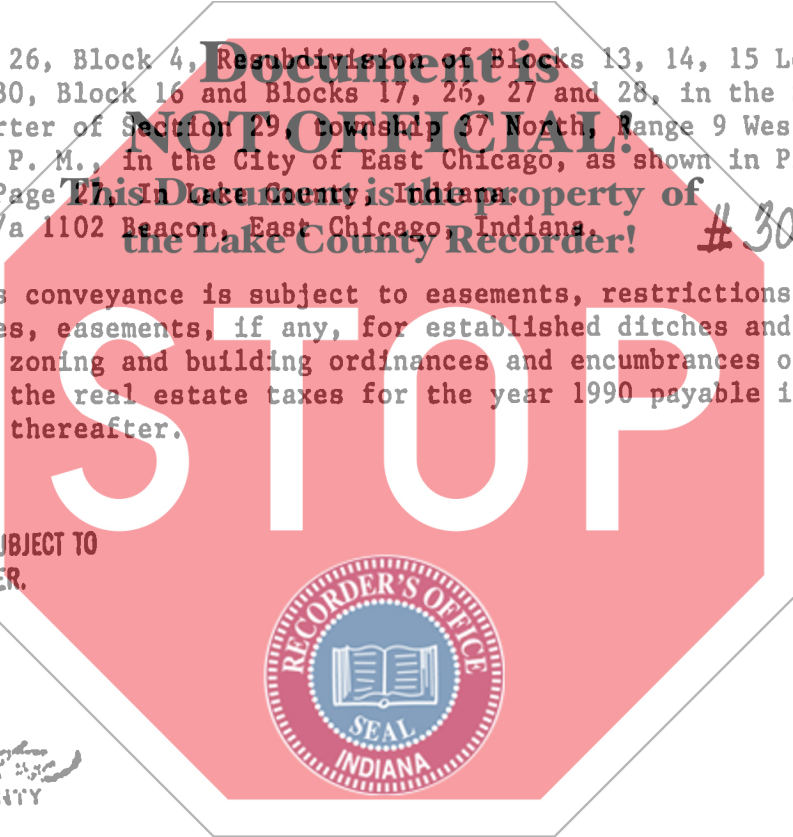 26, Block 4, Resubdivision of Blocks 13, 14, 15 L
Document is
30, Block 16 and Blocks 17, 26, 27 and 28, in the
rter of Section 29, township 37 North, Range 9 Wes
NOT OFFICIAL!
P. M., in the City of East Chicago, as shown in P
Page 27, In Lake County, Indiana.
This Document is the property of
/a 1102 Beacon, East Chicago, Indiana.
the Lake County Recorder!
# 30
s conveyance is subject to easements, restrictions
es, easements, if any, for established ditches and
zoning and building ordinances and encumbrances o
the real estate taxes for the year 1990 payable i
thereafter.
STOP
UBJECT TO
ER.
RECORDER'S OFFICE
SEAL
INDIANA
NTY